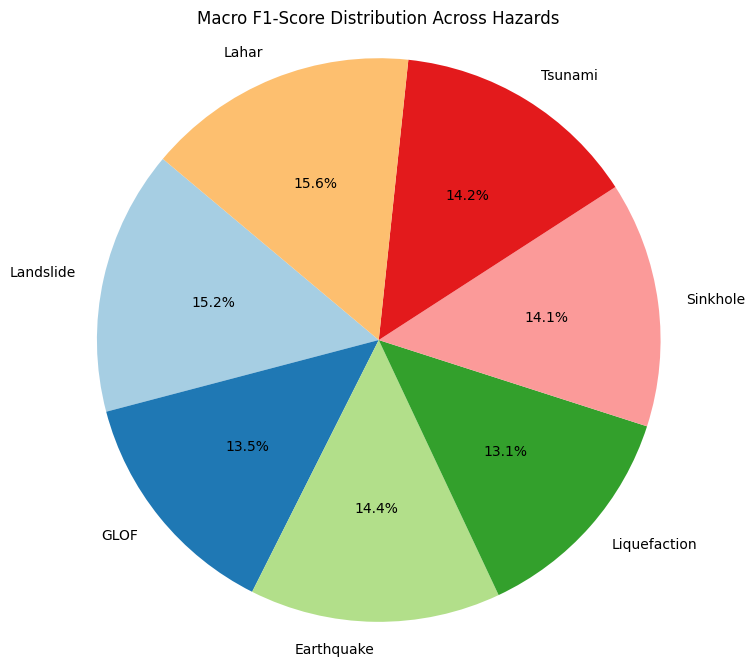 Macro F1-Score Distribution Across Hazards
Lahar
Tsunami
15.6%
14.2%
Landslide
15.2%
14.1%
Sinkhole
13.5%
13.1%
14.4%
GLOF
Liquefaction
Earthquake